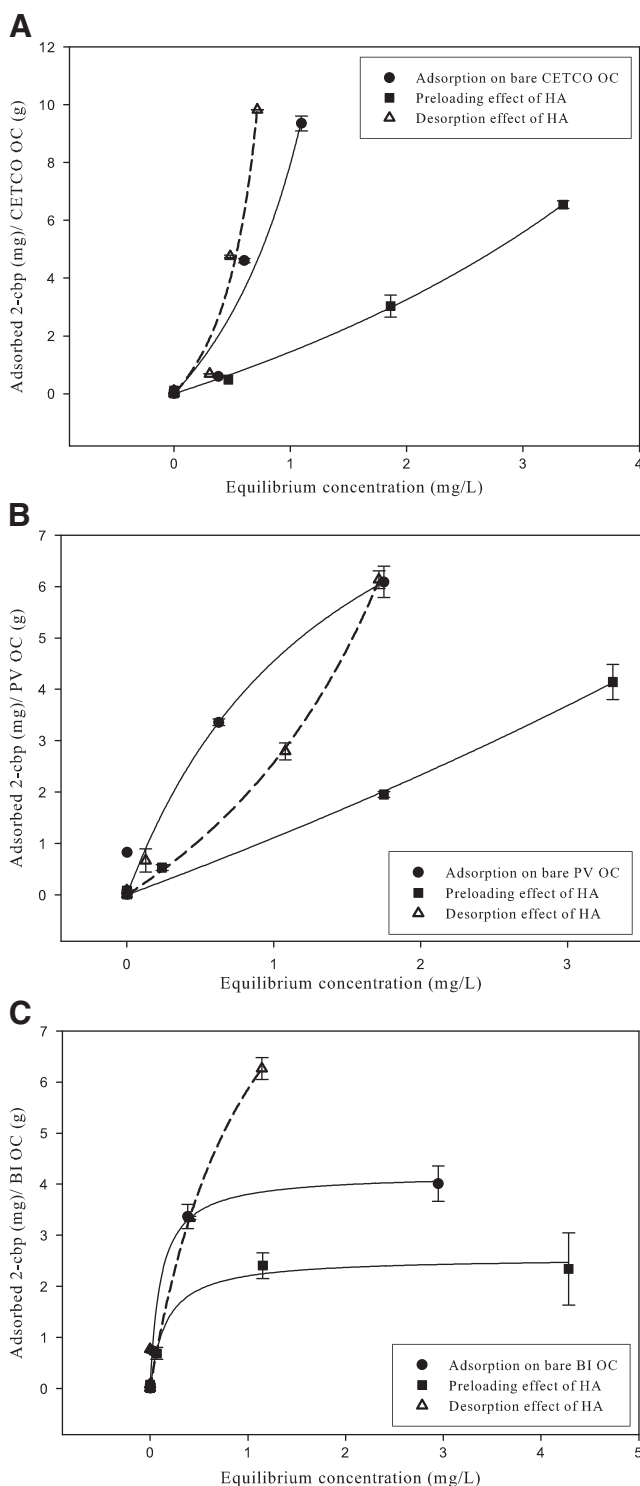 A
Adsorbed 2-cbp (mg)/ CETCO OC (g)
12
10
8
6
4
2
0
Adsorption on bare CETCO OC
Preloading effect of HA
Desorption effect of HA
0 1 2 3 4
Equilibrium concentration (mg/L)
B
Adsorbed 2-cbp (mg)/ PV OC (g)
7
6
5
4
3
2
1
0
Adsorption on bare PV OC
Preloading effect of HA
Desorption effect of HA
0 1 2 3
Equilibrium concentration (mg/L)
C
Adsorbed 2-cbp (mg)/ BI OC (g)
7
6
5
4
3
2
1
0
Adsorption on bare BI OC
Preloading effect of HA
Desorption effect of HA
0 1 2 3 4 5
Equilibrium concentration (mg/L)